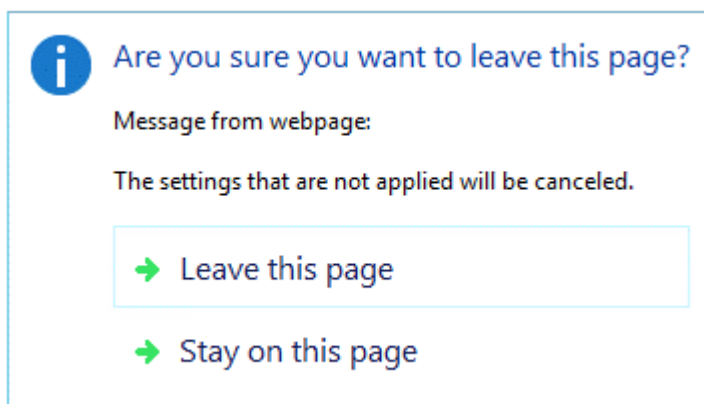 Are you sure you want to leave this page?
Message from webpage:
The settings that are not applied will be canceled.
Leave this page
Stay on this page